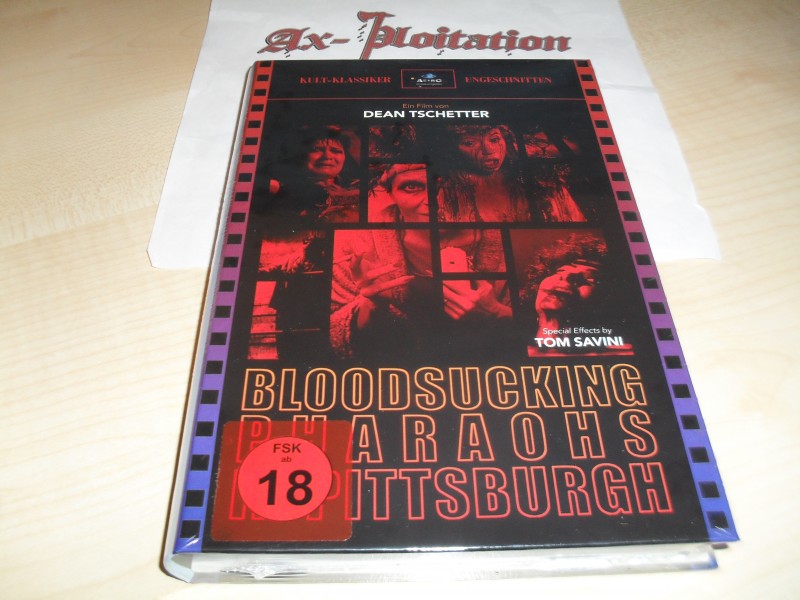 Ax-Ploitation
KULT-KLASSIKER ASTRO UNGESCHNITTEN
Ein Film von
DEAN TSCHETTER
Special Effects by
TOM SAVINI
BLOODSUCKING
PHARAOHS
PITTSBURGH
FSK
ab
18